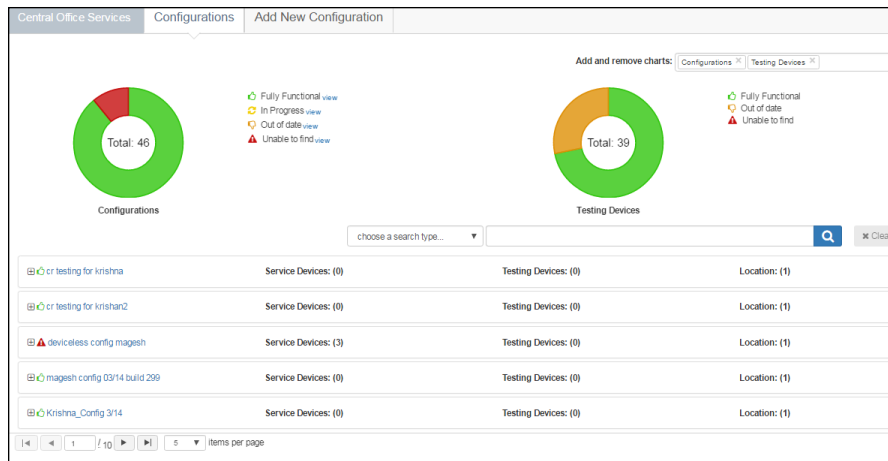 Central Office Services Configurations Add New Configuration
Add and remove charts: Configurations × Testing Devices ×
Fully Functional view
In Progress view
Out of date view
Unable to find view
Total: 46
Configurations
Fully Functional
Out of date
Unable to find
Total: 39
Testing Devices
choose a search type... Clea
cr testing for krishna Service Devices: (0) Testing Devices: (0) Location: (1)
cr testing for krishan2 Service Devices: (0) Testing Devices: (0) Location: (1)
deviceless config magesh Service Devices: (3) Testing Devices: (0) Location: (1)
magesh config 03/14 build 299 Service Devices: (0) Testing Devices: (0) Location: (1)
Krishna_Config 3/14 Service Devices: (0) Testing Devices: (0) Location: (1)
1 / 10 5 items per page